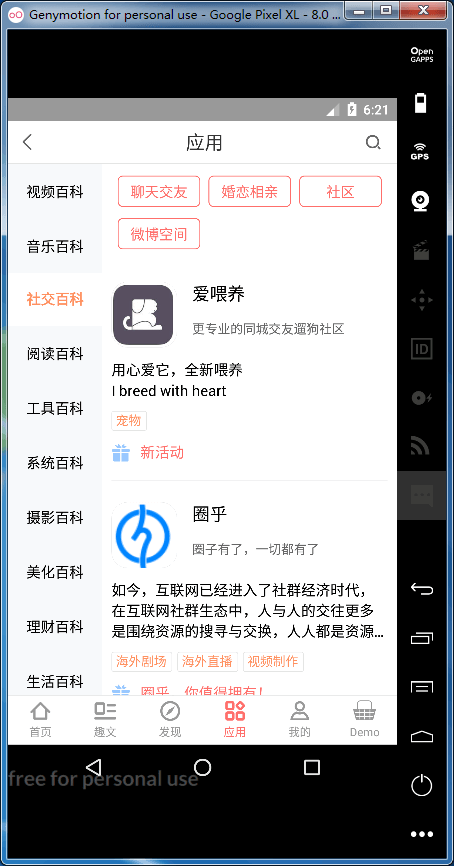 Genymotion for personal use - Google Pixel XL - 8.0 ...
Open
GAPPS
6:21
应用
GPS
视频百科
音乐百科
社交百科
阅读百科
工具百科
系统百科
摄影百科
美化百科
理财百科
生活百科
聊天交友
婚恋相亲
社区
微博空间
爱喂养
更专业的同城交友遛狗社区
用心爱它，全新喂养
I breed with heart
宠物
新活动
圈乎
圈子有了，一切都有了
如今，互联网已经进入了社群经济时代，
在互联网社群生态中，人与人的交往更多
是围绕资源的搜寻与交换，人人都是资源...
海外剧场
海外直播
视频制作
圈乎，你值得拥有！
ID
首页
趣文
发现
应用
我的
Demo
free for personal use